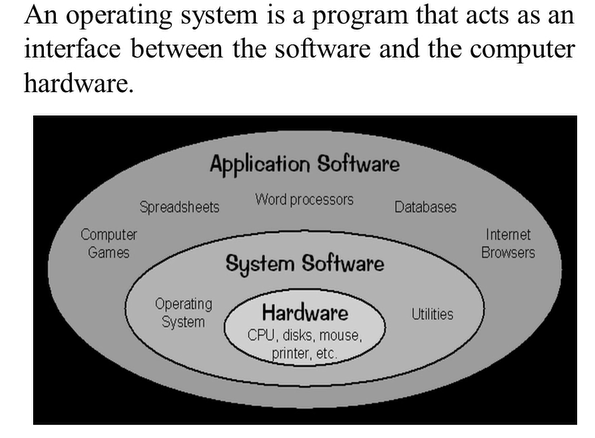 An operating system is a program that acts as an
interface between the software and the computer
hardware.
Application Software
Spreadsheets
Word processors
Databases
Computer
Games
Internet
Browsers
System Software
Operating
System
Utilities
Hardware
CPU, disks, mouse,
printer, etc.